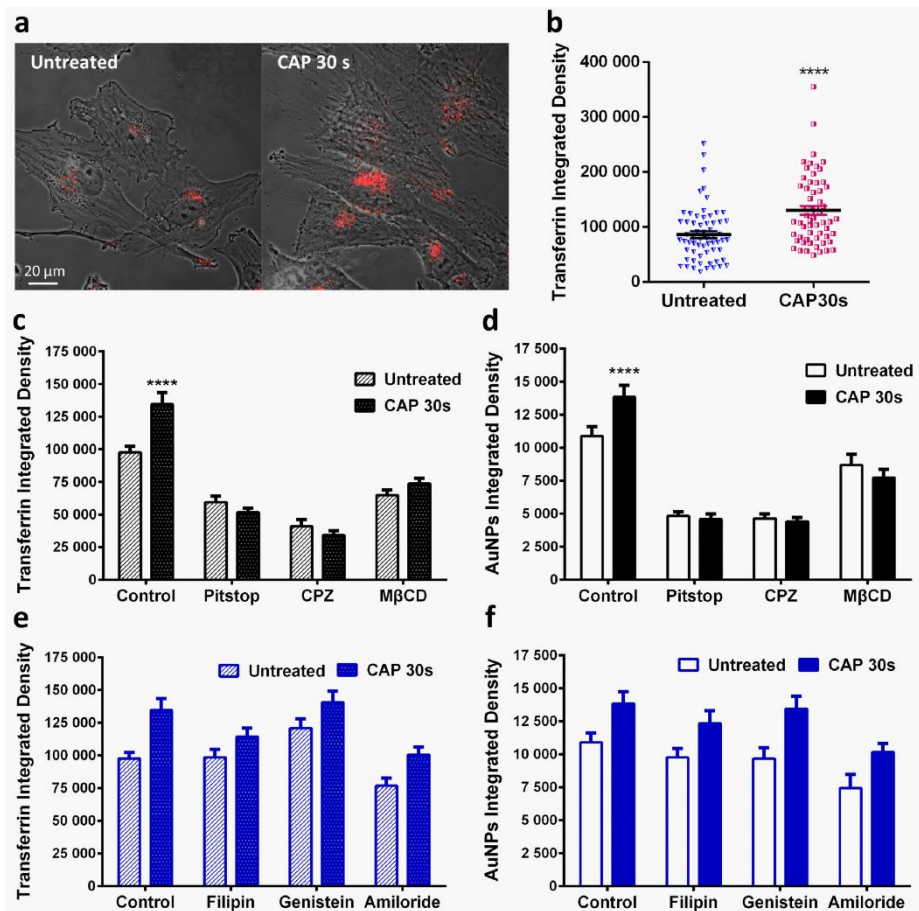 a
Untreated
CAP 30 s
20 µm
b
Transferrin Integrated Density
400 000
300 000
200 000
100 000
0
****
Untreated
CAP30s
c
Transferrin Integrated Density
175 000
150 000
125 000
100 000
75 000
50 000
25 000
0
****
Untreated
CAP 30s
Control
Pitstop
CPZ
MβCD
d
AuNPs Integrated Density
17 500
15 000
12 500
10 000
7 500
5 000
2 500
0
****
Untreated
CAP 30s
Control
Pitstop
CPZ
MβCD
e
Transferrin Integrated Density
175 000
150 000
125 000
100 000
75 000
50 000
25 000
0
Untreated
CAP 30s
Control
Filipin
Genistein
Amiloride
f
AuNPs Integrated Density
17 500
15 000
12 500
10 000
7 500
5 000
2 500
0
Untreated
CAP 30s
Control
Filipin
Genistein
Amiloride